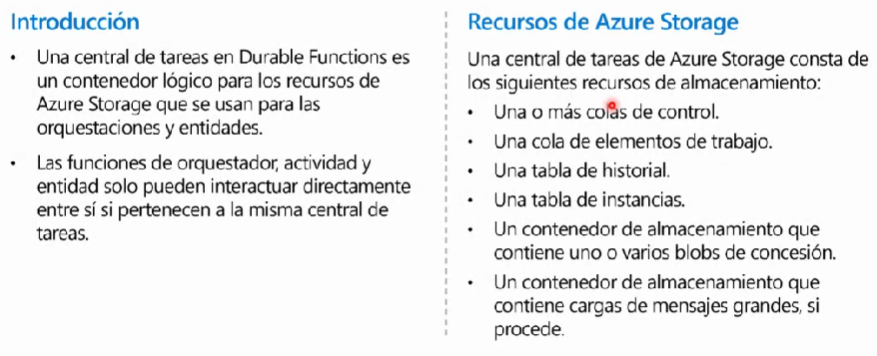 Introducción
• Una central de tareas en Durable Functions es
un contenedor lógico para los recursos de
Azure Storage que se usan para las
orquestaciones y entidades.
• Las funciones de orquestador, actividad y
entidad solo pueden interactuar directamente
entre sí si pertenecen a la misma central de
tareas.
Recursos de Azure Storage
Una central de tareas de Azure Storage consta de
los siguientes recursos de almacenamiento:
• Una o más colas de control.
• Una cola de elementos de trabajo.
• Una tabla de historial.
• Una tabla de instancias.
• Un contenedor de almacenamiento que
contiene uno o varios blobs de concesión.
• Un contenedor de almacenamiento que
contiene cargas de mensajes grandes, si
procede.